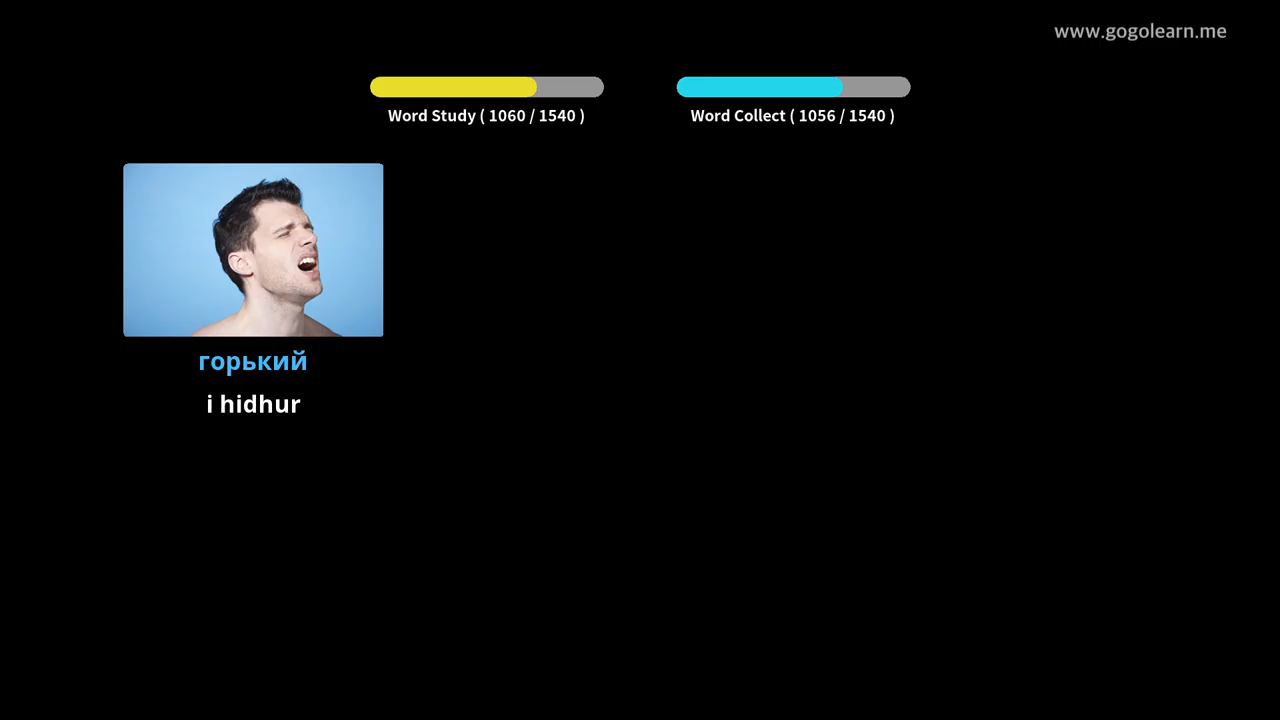 www.gogolearn.me
Word Study ( 1060 / 1540 )
Word Collect ( 1056 / 1540 )
горький
i hidhur